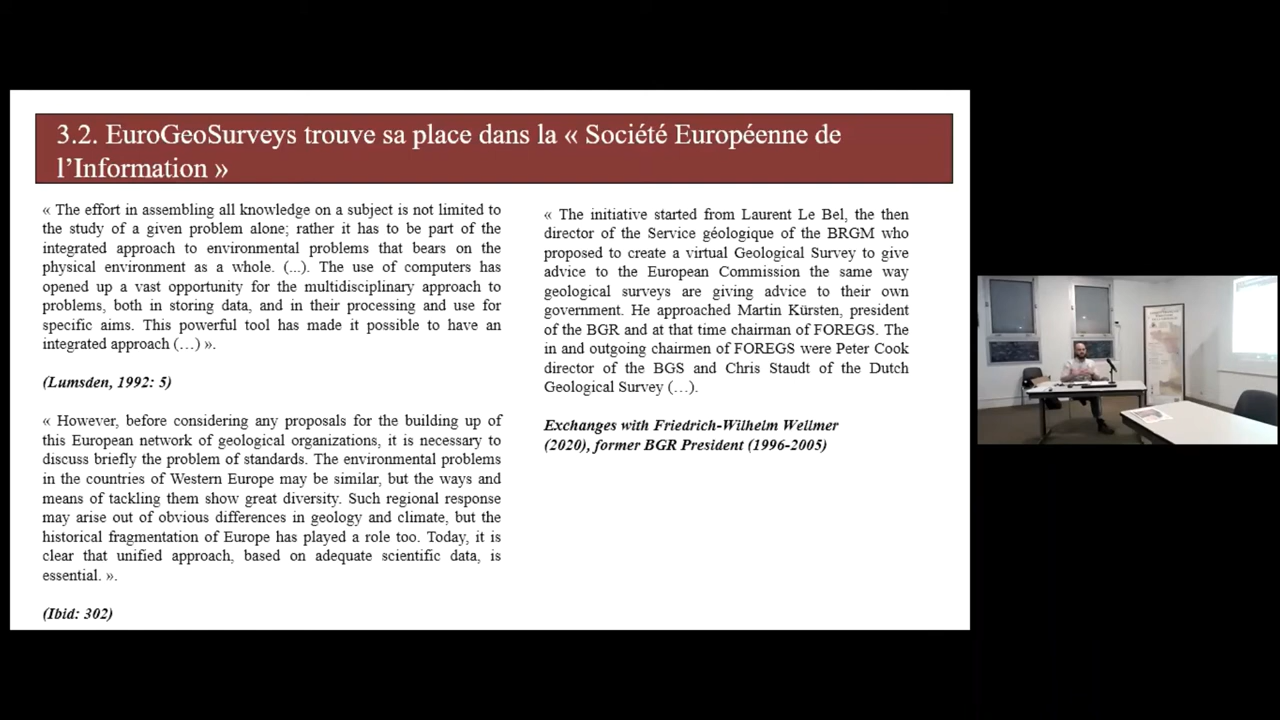 3.2. EuroGeoSurveys trouve sa place dans la « Société Européenne de
l’Information »
« The effort in assembling all knowledge on a subject is not limited to
the study of a given problem alone; rather it has to be part of the
integrated approach to environmental problems that bears on the
physical environment as a whole. (...). The use of computers has
opened up a vast opportunity for the multidisciplinary approach to
problems, both in storing data, and in their processing and use for
specific aims. This powerful tool has made it possible to have an
integrated approach (…) ».
(Lumsden, 1992: 5)
« However, before considering any proposals for the building up of
this European network of geological organizations, it is necessary to
discuss briefly the problem of standards. The environmental problems
in the countries of Western Europe may be similar, but the ways and
means of tackling them show great diversity. Such regional response
may arise out of obvious differences in geology and climate, but the
historical fragmentation of Europe has played a role too. Today, it is
clear that unified approach, based on adequate scientific data, is
essential. ».
(Ibid: 302)
« The initiative started from Laurent Le Bel, the then
director of the Service géologique of the BRGM who
proposed to create a virtual Geological Survey to give
advice to the European Commission the same way
geological surveys are giving advice to their own
government. He approached Martin Kürsten, president
of the BGR and at that time chairman of FOREGS. The
in and outgoing chairmen of FOREGS were Peter Cook
director of the BGS and Chris Staudt of the Dutch
Geological Survey (…).
Exchanges with Friedrich-Wilhelm Wellmer
(2020), former BGR President (1996-2005)